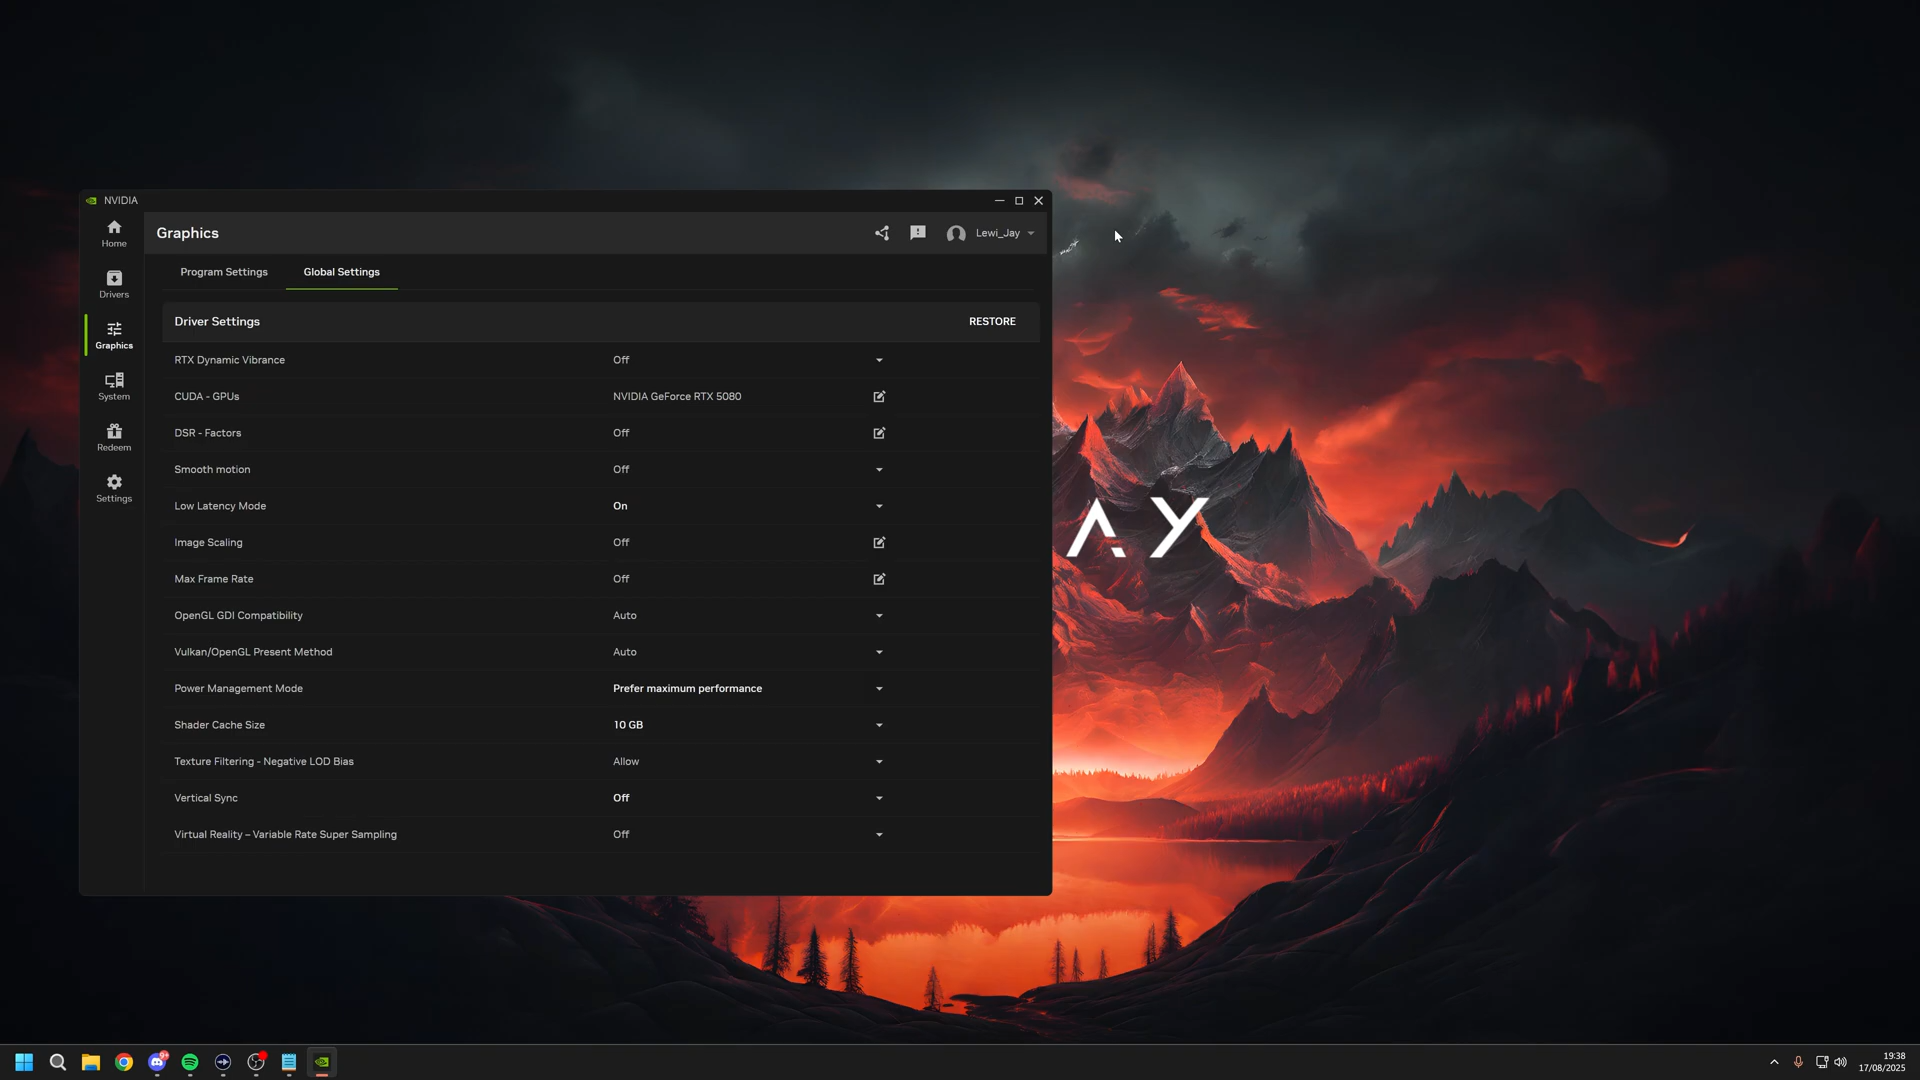 NVIDIA
Home
Drivers
Graphics
System
Redeem
Settings
Graphics
Lewi_Jay
Program Settings
Global Settings
Driver Settings
RESTORE
RTX Dynamic Vibrance Off
CUDA - GPUs NVIDIA GeForce RTX 5080
DSR - Factors Off
Smooth motion Off
Low Latency Mode On
Image Scaling Off
Max Frame Rate Off
OpenGL GDI Compatibility Auto
Vulkan/OpenGL Present Method Auto
Power Management Mode Prefer maximum performance
Shader Cache Size 10 GB
Texture Filtering - Negative LOD Bias Allow
Vertical Sync Off
Virtual Reality – Variable Rate Super Sampling Off
AY
9+
19:38
17/08/2025